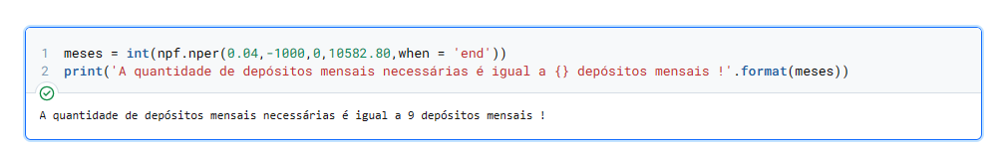 1 meses = int(npf.nper(0.04,-1000,0,10582.80,when = 'end'))
2 print('A quantidade de depósitos mensais necessárias é igual a {} depósitos mensais !'.format(meses))
A quantidade de depósitos mensais necessárias é igual a 9 depósitos mensais !